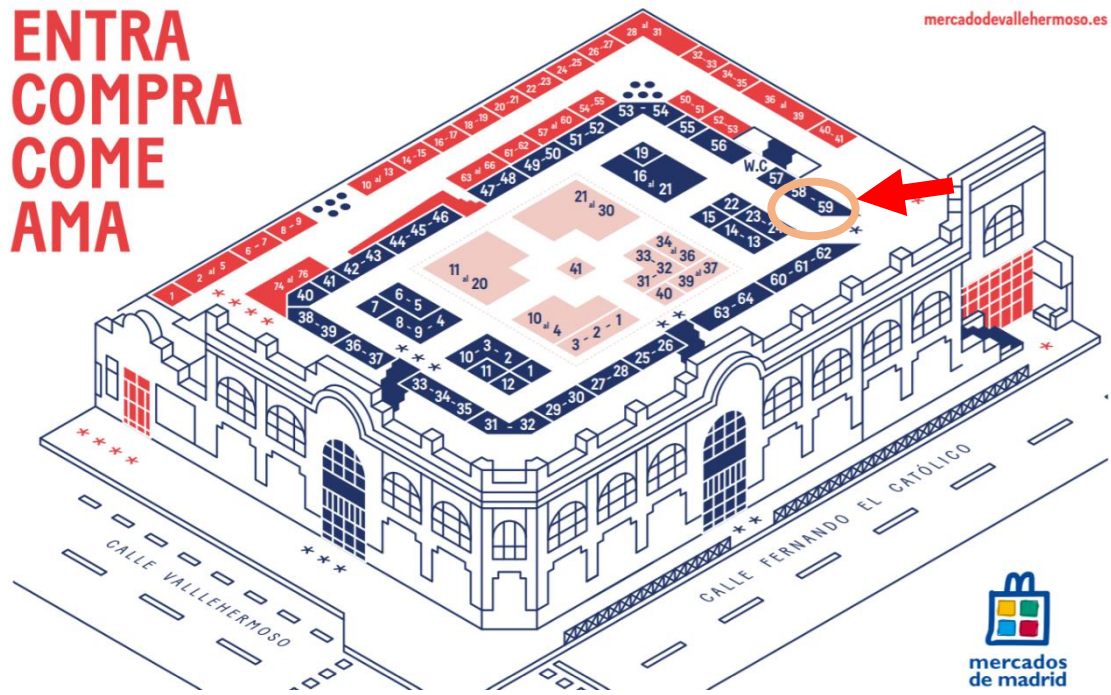 ENTRA
COMPRA
COME
AMA
mercadodevallehermoso.es
28 al 31
26-27
24-25
22-23
20-21
18-19
16-17
14-15
10 al 13
8 - 9
6 - 7
2 al 5
1
32-33
34-35
36 al 39
40-41
50-51
52-53
54-55
57 al 60
61-62
63 al 66
74 al 76
53 - 54
51-52
49-50
47-48
44-45-46
42-43
41
40
38-39
36-37
33-34-35
31 - 32
29-30
27-28
25-26
63-64
60-61-62
55
56
W.C
57
58 - 59
19
16 al 21
22
23-24
15
14-13
6 - 5
7
8 - 9 - 4
10 - 3 - 2
11
12
1
21 al 30
11 al 20
41
34 al 36
33-32
31
37
39 al
40
10 al 4
3 - 2 - 1
CALLE VALLLEHERMOSO
CALLE FERNANDO EL CATÓLICO
mercados
de madrid